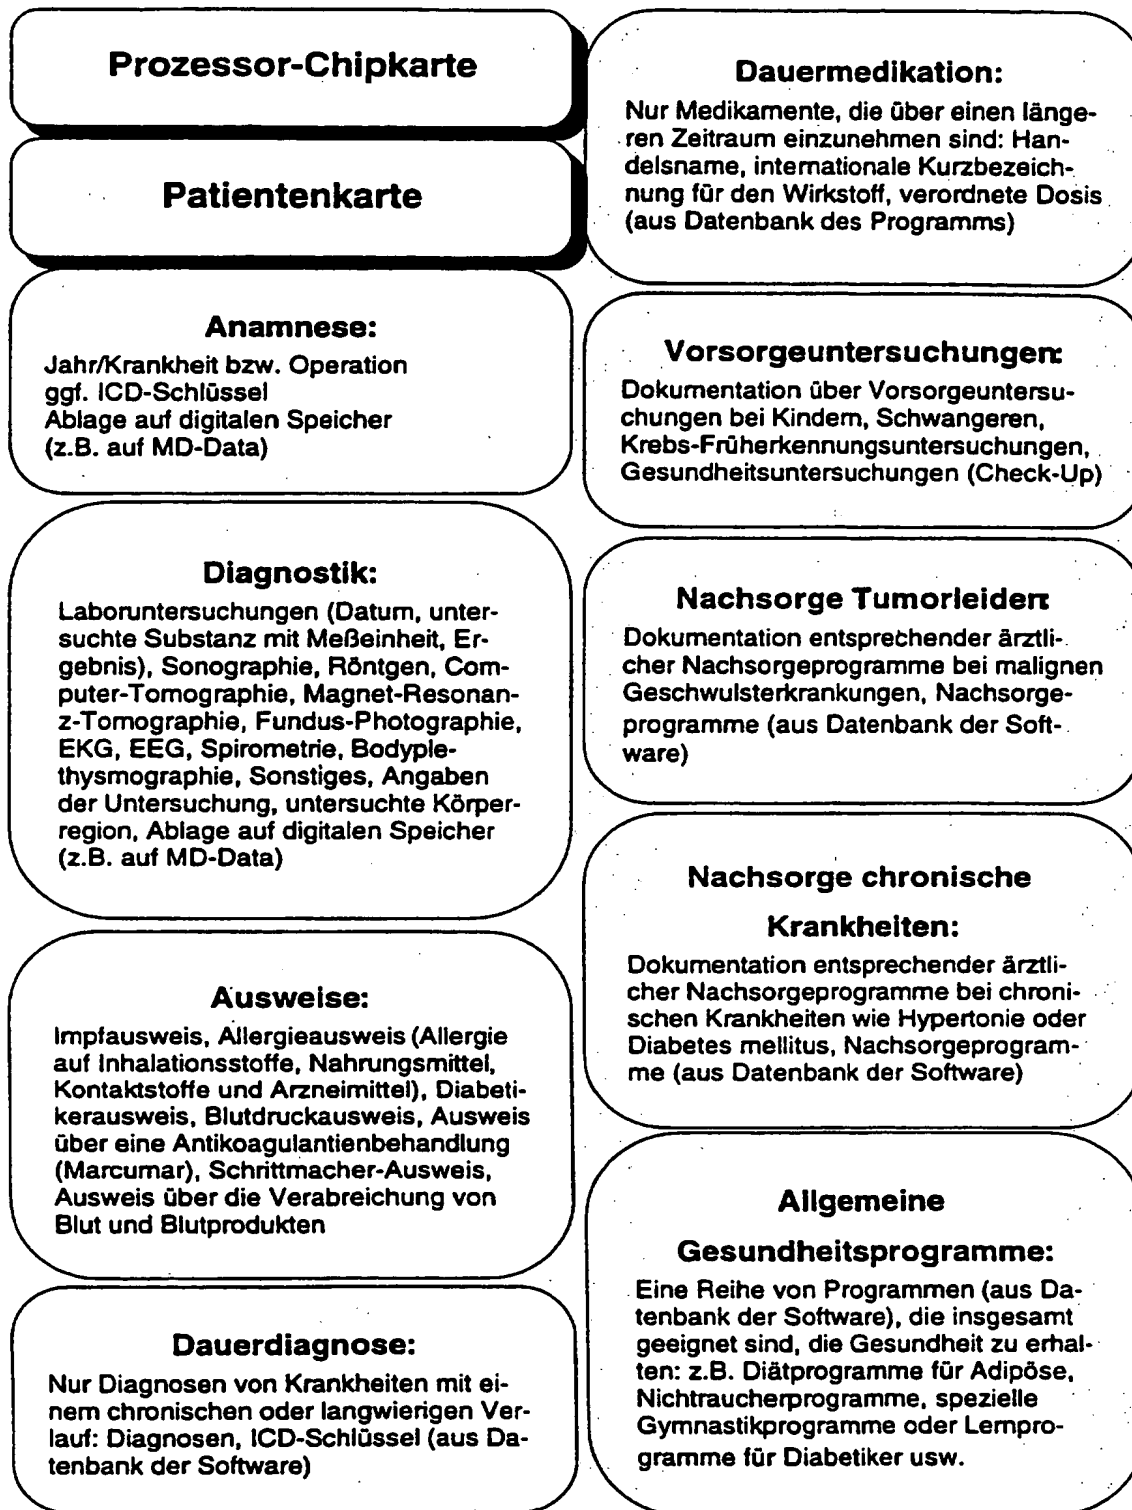 Prozessor-Chipkarte
Patientenkarte
Anamnese:
Jahr/Krankheit bzw. Operation
ggf. ICD-Schlüssel
Ablage auf digitalen Speicher
(z.B. auf MD-Data)
Diagnostik:
Laboruntersuchungen (Datum, unter-
suchte Substanz mit Meßeinheit, Er-
gebnis), Sonographie, Röntgen, Com-
puter-Tomographie, Magnet-Resonan-
z-Tomographie, Fundus-Photographie,
EKG, EEG, Spirometrie, Bodyple-
thysmographie, Sonstiges, Angaben
der Untersuchung, untersuchte Körper-
region, Ablage auf digitalen Speicher
(z.B. auf MD-Data)
Ausweise:
Impfausweis, Allergieausweis (Allergie
auf Inhalationsstoffe, Nahrungsmittel,
Kontaktstoffe und Arzneimittel), Diabeti-
kerausweis, Blutdruckausweis, Ausweis
über eine Antikoagulantienbehandlung
(Marcumar), Schrittmacher-Ausweis,
Ausweis über die Verabreichung von
Blut und Blutprodukten
Dauerdiagnose:
Nur Diagnosen von Krankheiten mit ei-
nem chronischen oder langwierigen Ver-
lauf: Diagnosen, ICD-Schlüssel (aus Da-
tenbank der Software)
Dauermedikation:
Nur Medikamente, die über einen länge-
ren Zeitraum einzunehmen sind: Han-
delsname, internationale Kurzbezeich-
nung für den Wirkstoff, verordnete Dosis
(aus Datenbank des Programms)
Vorsorgeuntersuchungen:
Dokumentation über Vorsorgeuntersu-
chungen bei Kindern, Schwangeren,
Krebs-Früherkennungsuntersuchungen,
Gesundheitsuntersuchungen (Check-Up)
Nachsorge Tumorleiden:
Dokumentation entsprechender ärztli-
cher Nachsorgeprogramme bei malignen
Geschwulsterkrankungen, Nachsorge-
programme (aus Datenbank der Soft-
ware)
Nachsorge chronische
Krankheiten:
Dokumentation entsprechender ärztli-
cher Nachsorgeprogramme bei chroni-
schen Krankheiten wie Hypertonie oder
Diabetes mellitus, Nachsorgeprogram-
me (aus Datenbank der Software)
Allgemeine
Gesundheitsprogramme:
Eine Reihe von Programmen (aus Da-
tenbank der Software), die insgesamt
geeignet sind, die Gesundheit zu erhal-
ten: z.B. Diätprogramme für Adipöse,
Nichtraucherprogramme, spezielle
Gymnastikprogramme oder Lernpro-
gramme für Diabetiker usw.